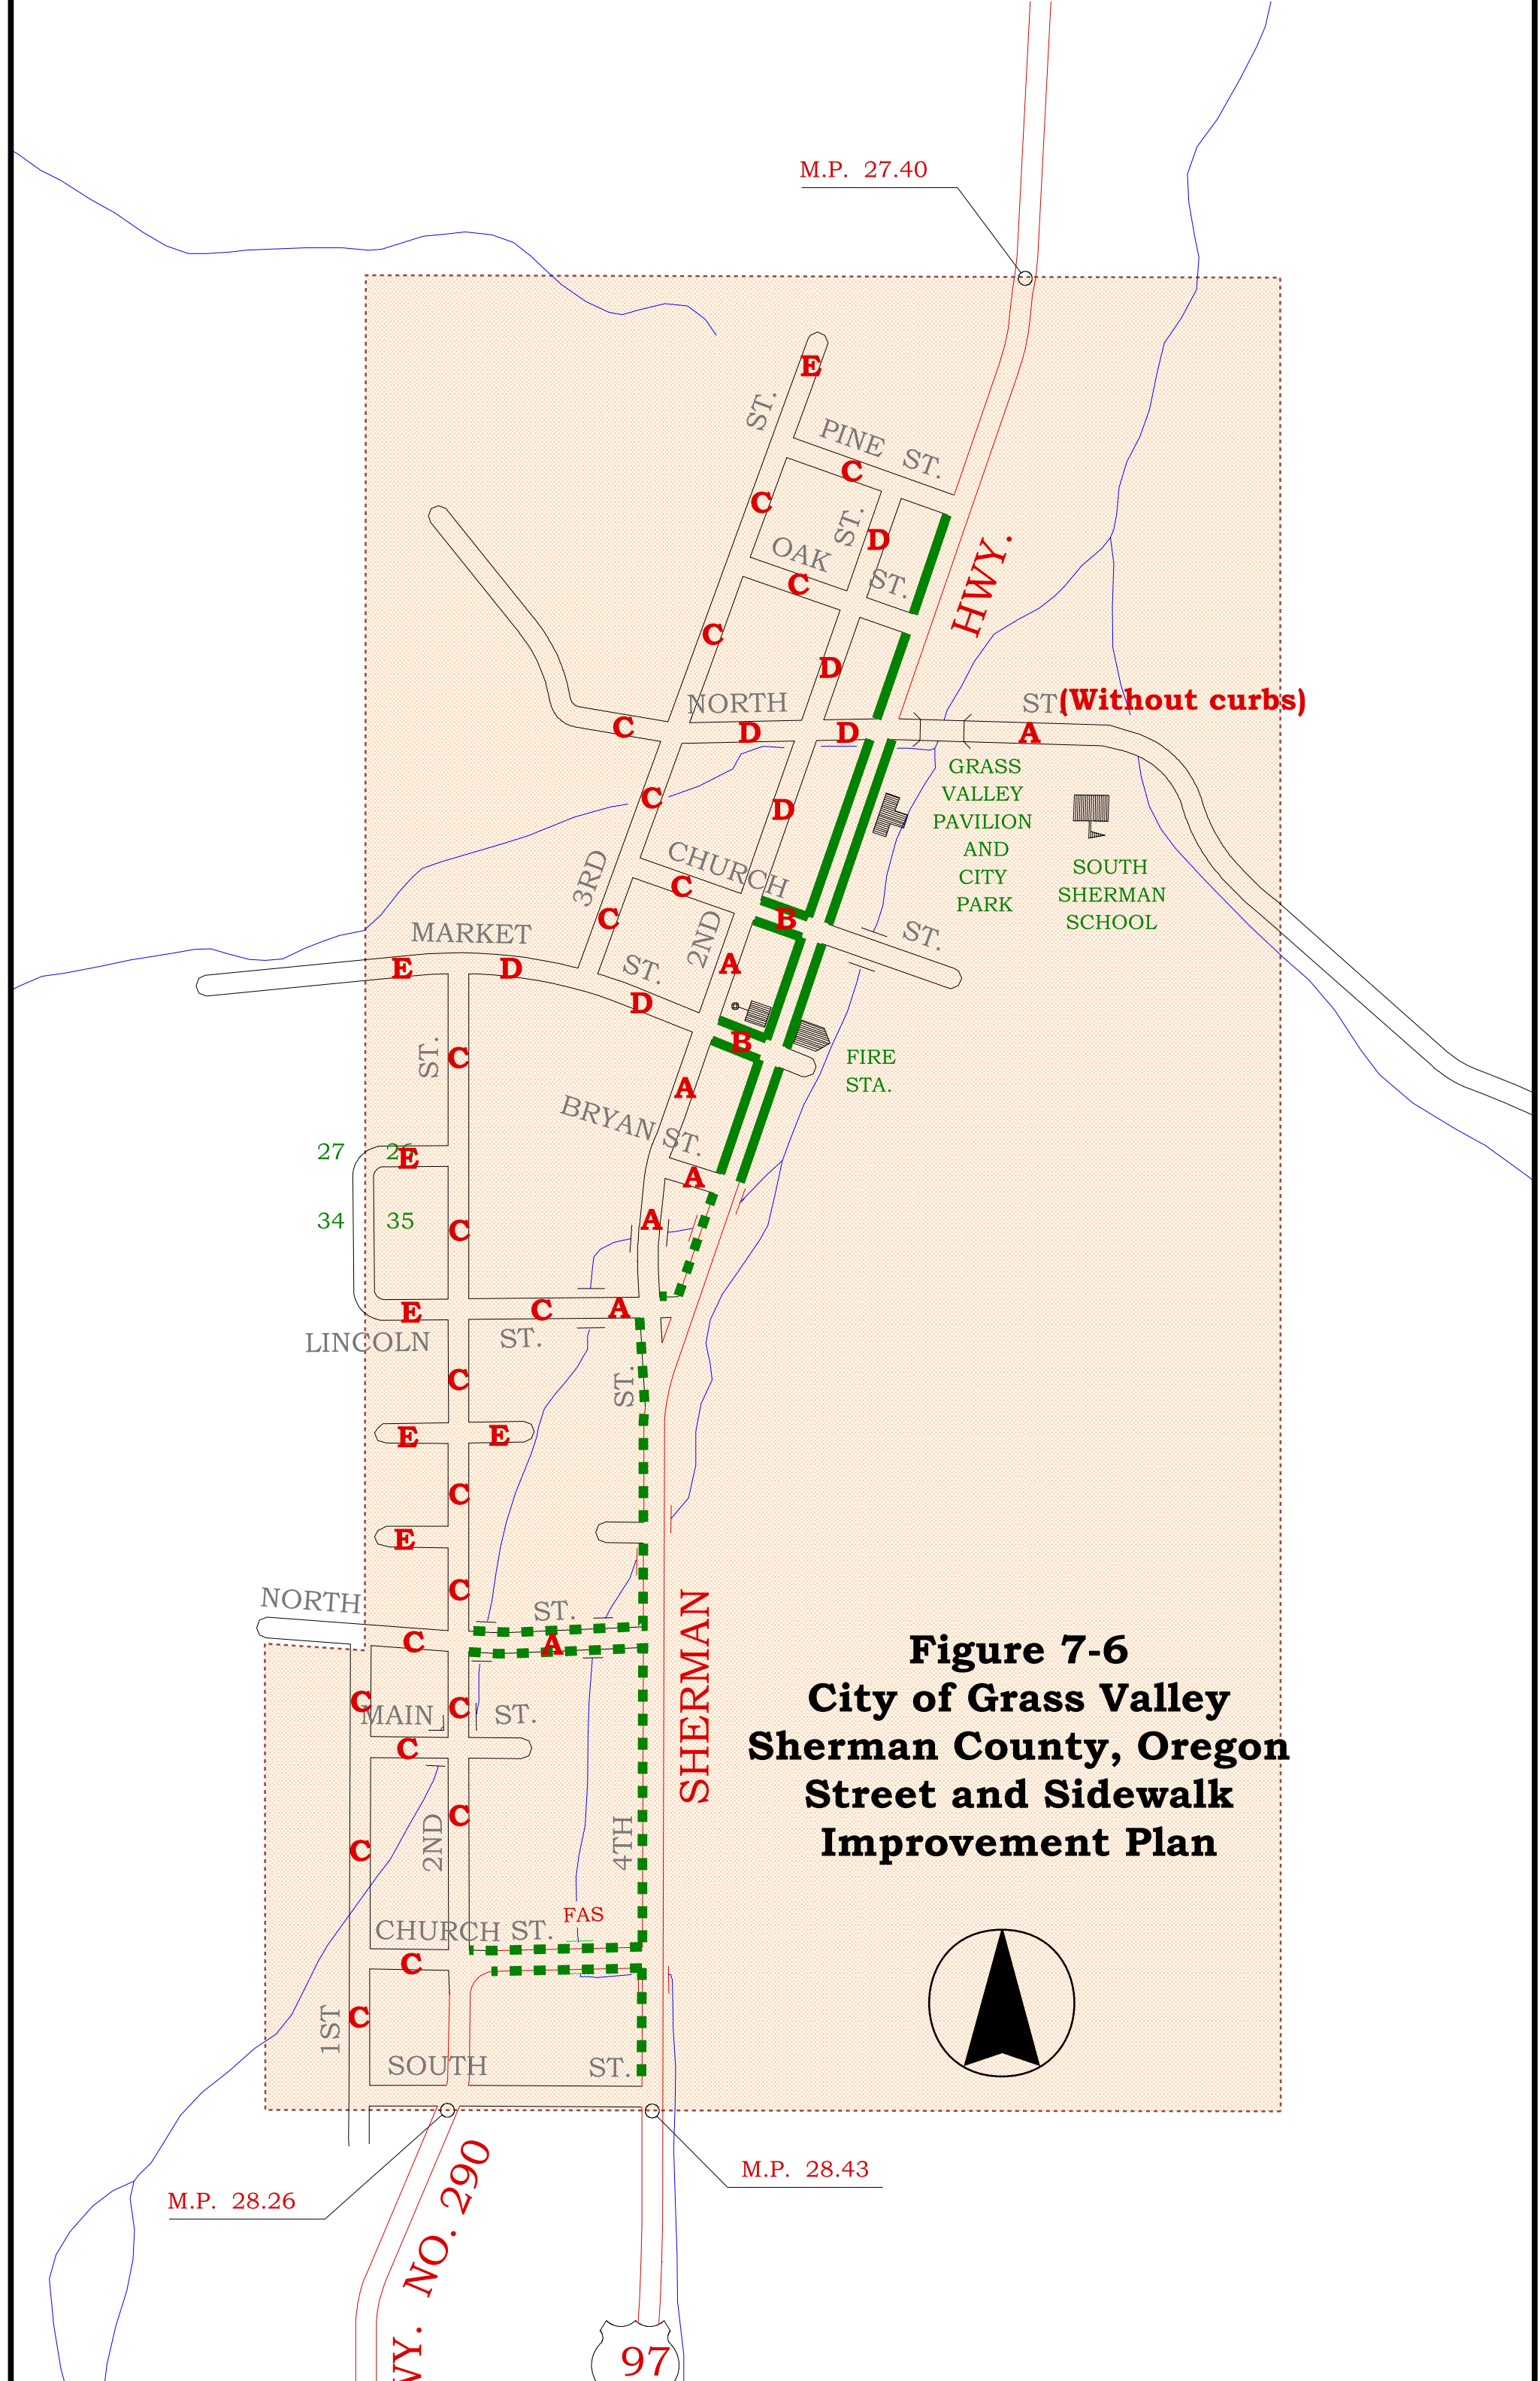 M.P. 27.40
E
ST.
PINE ST.
C
C
ST.
D
HWY.
OAK ST.
C
C
D
NORTH ST.
(Without curbs)
C
D
D
A
GRASS
VALLEY
PAVILION
AND
CITY
PARK
SOUTH
SHERMAN
SCHOOL
C
D
CHURCH ST.
3RD
C
C
B
MARKET ST.
2ND
A
E
D
D
B
ST.
C
FIRE
STA.
A
BRYAN ST.
27 26
E
A
34 35
C
A
E
C
A
LINCOLN ST.
C
ST.
E
E
C
E
C
NORTH ST.
C
A
SHERMAN
C
MAIN ST.
C
C
Figure 7-6
City of Grass Valley
Sherman County, Oregon
Street and Sidewalk
Improvement Plan
C
2ND
C
4TH
FAS
CHURCH ST.
C
1ST
C
SOUTH ST.
M.P. 28.43
M.P. 28.26
NO. 290
97